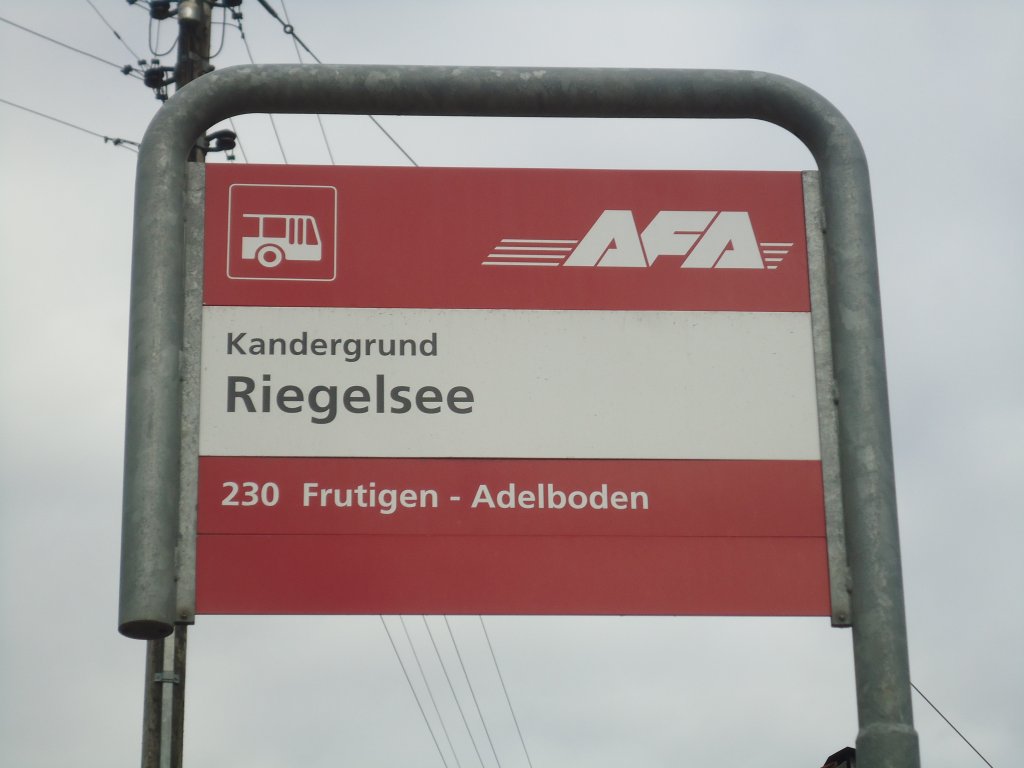 AFA
Kandergrund
Riegelsee
230 Frutigen - Adelboden